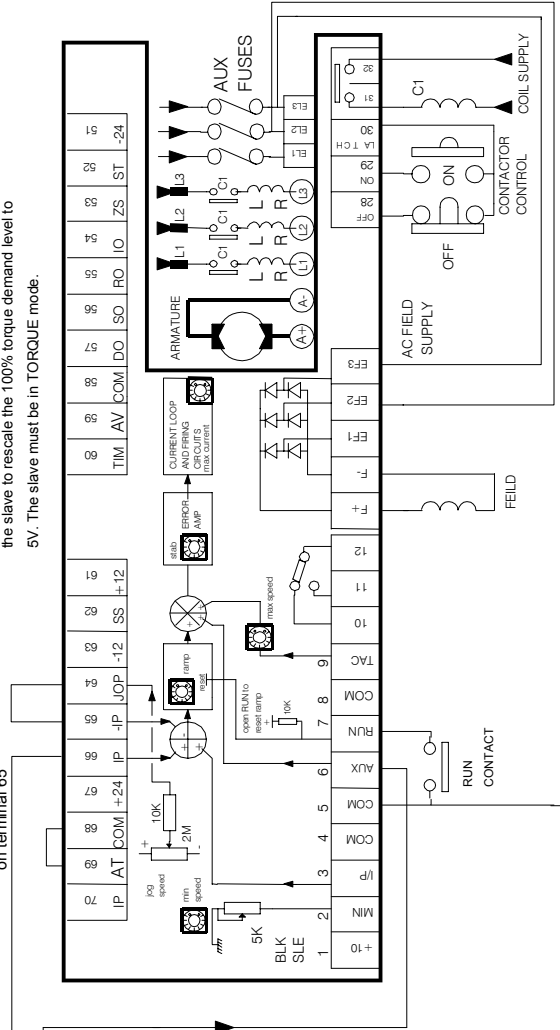 the slave to rescale the 100% torque demand level to
5V. The slave must be in TORQUE mode.
on terminal 65
70 69 68 67 66 65 64 63 62 61
IP AT COM +24 IP -IP JOP -12 SS +12
60 59 58 57 56 55 54 53 52 51
TIM AV COM DO SO RO IO ZS ST -24
jog
speed
+
-
10K
2M
min
speed
5K
BLK
SLE
+
-
ramp
reset
open RUN to
reset ramp
+
10K
+
+
+
max speed
stab
ERROR
AMP
CURRENT LOOP
AND FIRING
CIRCUITS
max current
ARMATURE
A+ A-
L1 L2 L3
C1 C1 C1
L L L
R R R
L1 L2 L3
AUX
FUSES
EL1 EL2 EL3
1 2 3 4 5 6 7 8 9 10 11 12
+10 MIN I/P COM COM AUX RUN COM TAC
F+ F- EF1 EF2 EF3
28 29 30 31 32
OFF ON LATCH
RUN
CONTACT
FEILD
AC FIELD
SUPPLY
OFF
ON
CONTACTOR
CONTROL
C1
COIL SUPPLY